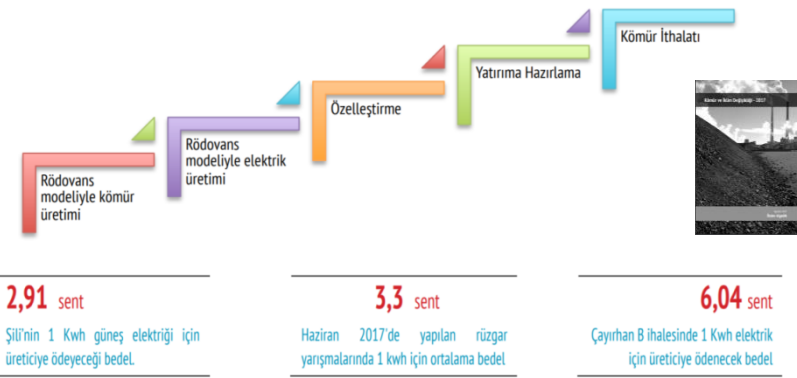 Kömür İthalatı
Yatırıma Hazırlama
Özelleştirme
Rödovans
modeliyle elektrik
üretimi
Rödovans
modeliyle kömür
üretimi
Kömür ve İklim Değişikliği - 2017
2,91 sent
Şili'nin 1 Kwh güneş elektriği için
üreticiye ödeyeceği bedel.
3,3 sent
Haziran 2017'de yapılan rüzgar
yarışmalarında 1 kwh için ortalama bedel
6,04 sent
Çayırhan B ihalesinde 1 Kwh elektrik
için üreticiye ödenecek bedel